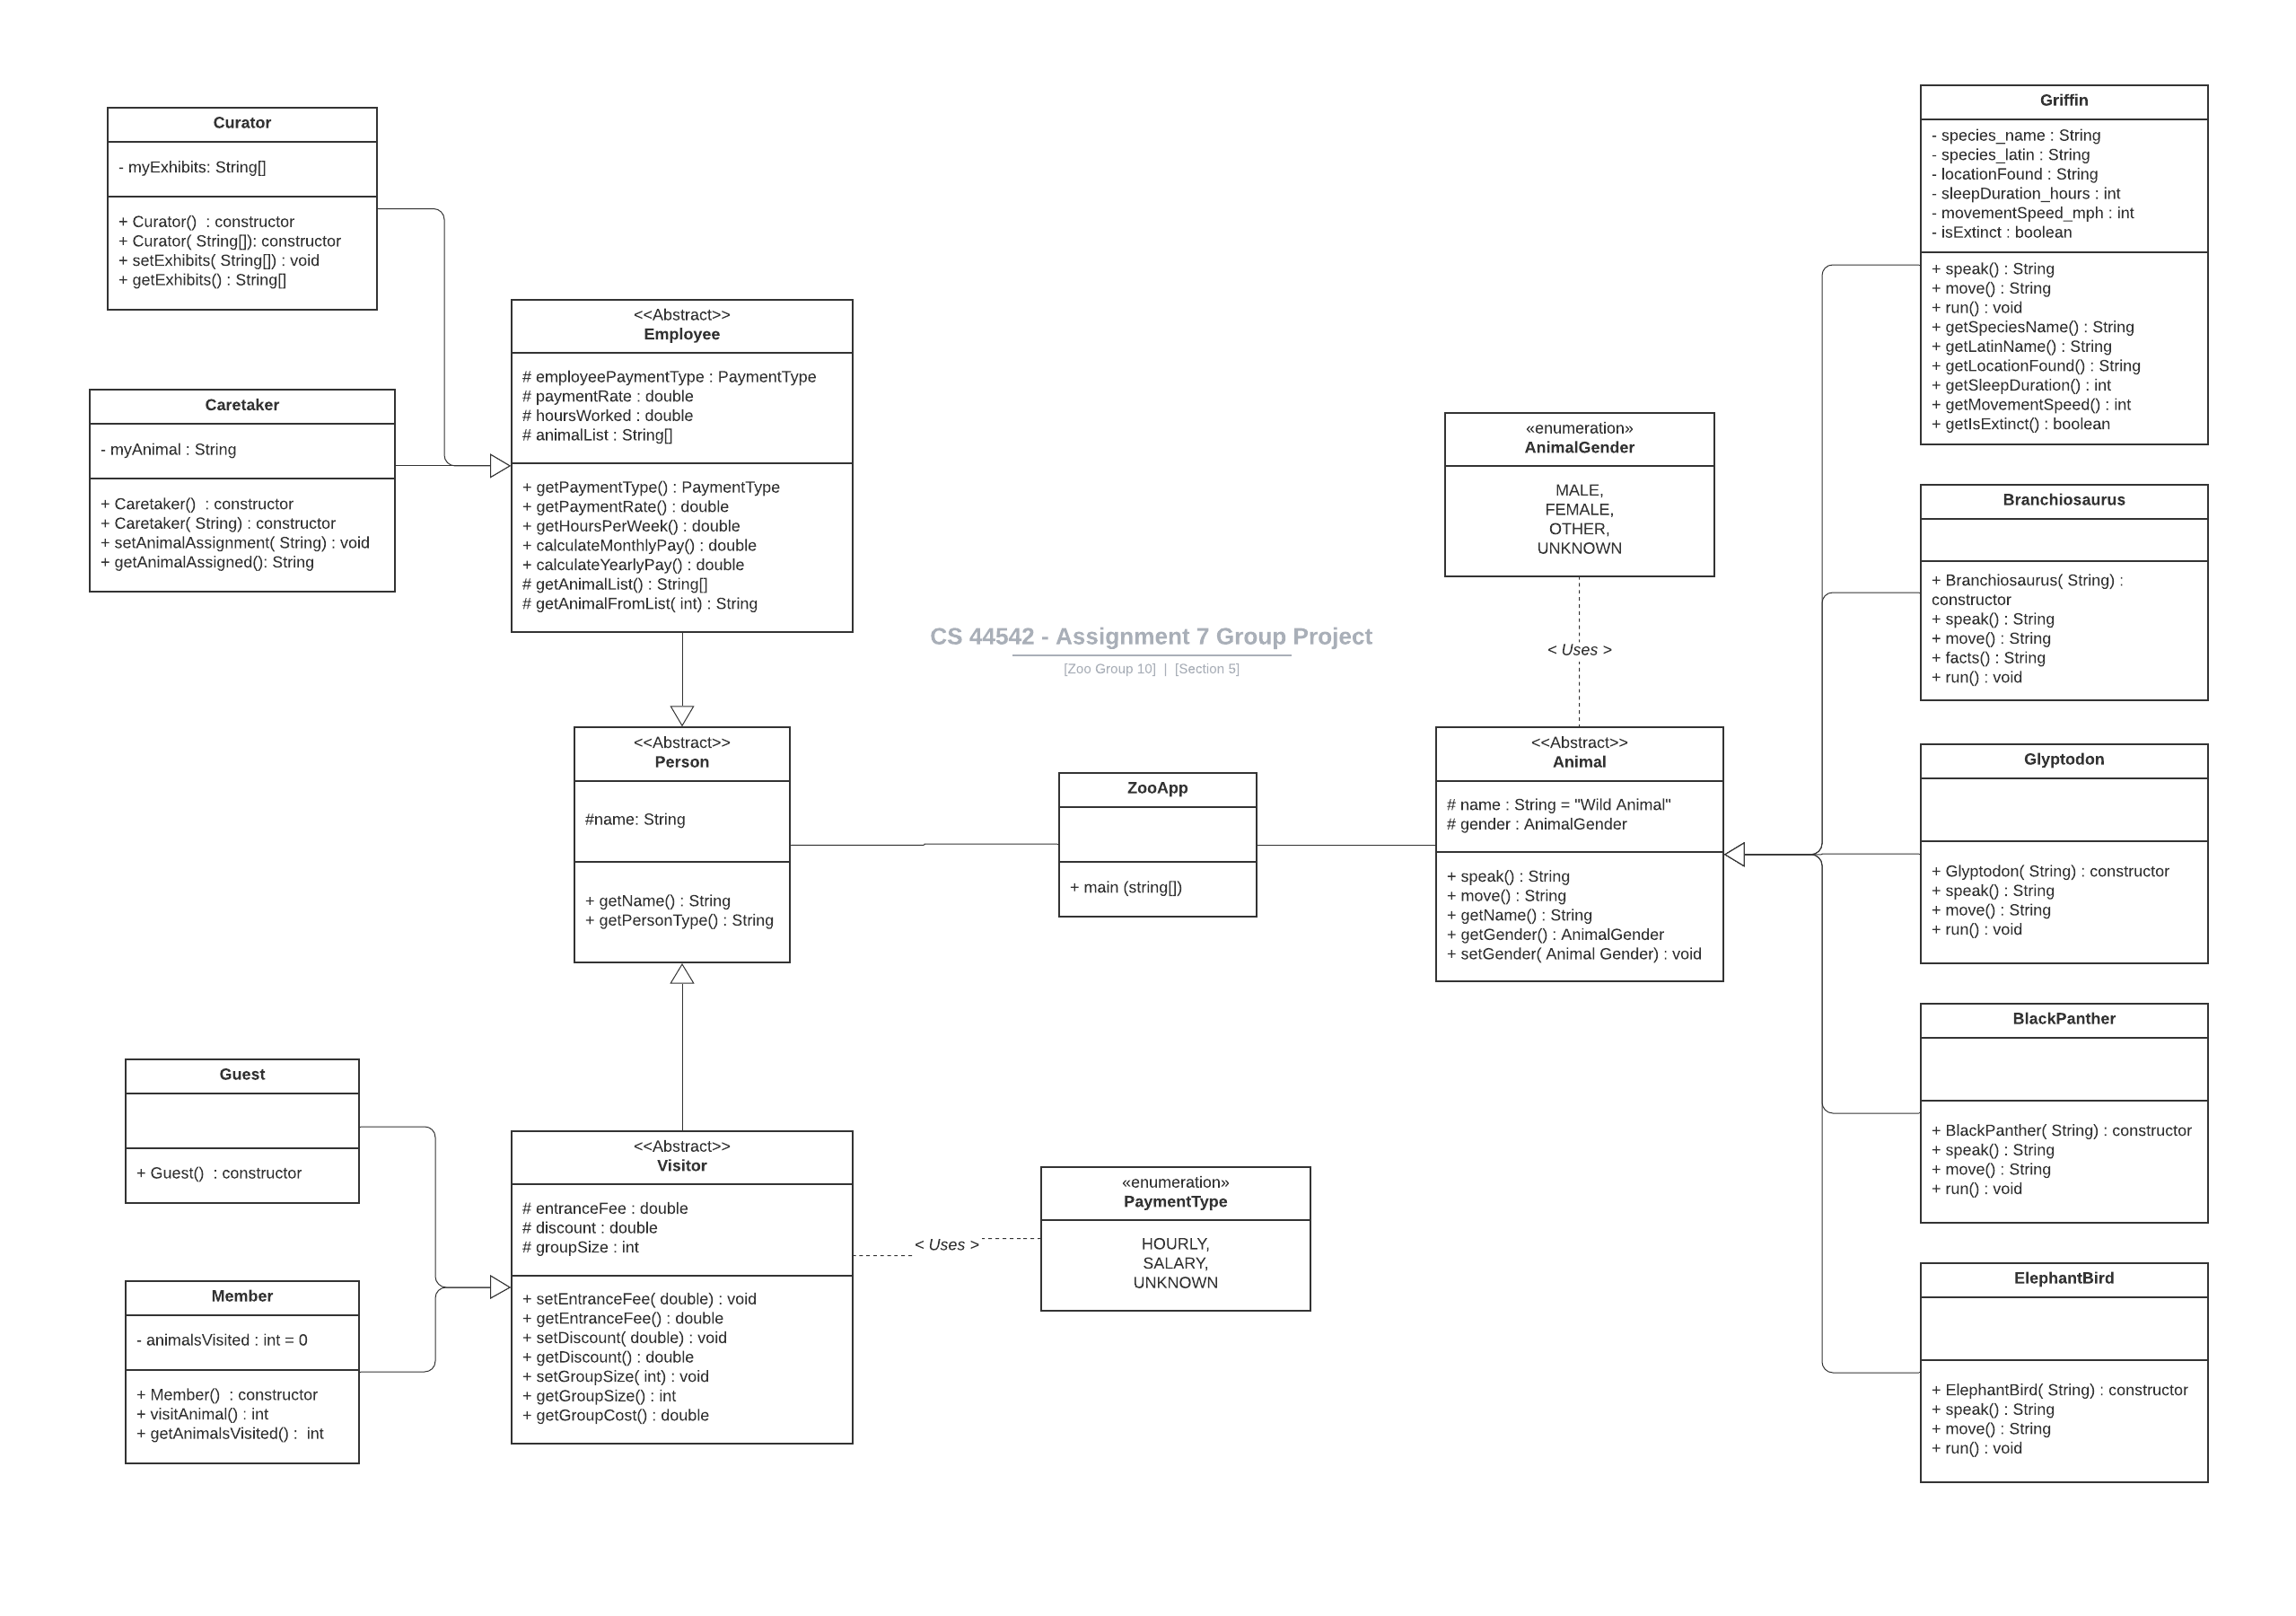 Curator
- myExhibits: String[]
+ Curator()  : constructor
+ Curator( String[]): constructor
+ setExhibits( String[]) : void
+ getExhibits() : String[]
Caretaker
- myAnimal : String
+ Caretaker()  : constructor
+ Caretaker( String) : constructor
+ setAnimalAssignment( String) : void
+ getAnimalAssigned(): String
<<Abstract>>
Employee
# employeePaymentType : PaymentType
# paymentRate : double
# hoursWorked : double
# animalList : String[]
+ getPaymentType() : PaymentType
+ getPaymentRate() : double
+ getHoursPerWeek() : double
+ calculateMonthlyPay() : double
+ calculateYearlyPay() : double
# getAnimalList() : String[]
# getAnimalFromList( int) : String
CS 44542 - Assignment 7 Group Project
[Zoo Group 10]  |  [Section 5]
<<Abstract>>
Person
#name: String
+ getName() : String
+ getPersonType() : String
ZooApp
+ main (string[])
«enumeration»
AnimalGender
MALE,
FEMALE,
OTHER,
UNKNOWN
< Uses >
<<Abstract>>
Animal
# name : String = "Wild Animal"
# gender : AnimalGender
+ speak() : String
+ move() : String
+ getName() : String
+ getGender() : AnimalGender
+ setGender( Animal Gender) : void
Guest
+ Guest()  : constructor
Member
- animalsVisited : int = 0
+ Member()  : constructor
+ visitAnimal() : int
+ getAnimalsVisited() :  int
<<Abstract>>
Visitor
# entranceFee : double
# discount : double
# groupSize : int
+ setEntranceFee( double) : void
+ getEntranceFee() : double
+ setDiscount( double) : void
+ getDiscount() : double
+ setGroupSize( int) : void
+ getGroupSize() : int
+ getGroupCost() : double
< Uses >
«enumeration»
PaymentType
HOURLY,
SALARY,
UNKNOWN
Griffin
- species_name : String
- species_latin : String
- locationFound : String
- sleepDuration_hours : int
- movementSpeed_mph : int
- isExtinct : boolean
+ speak() : String
+ move() : String
+ run() : void
+ getSpeciesName() : String
+ getLatinName() : String
+ getLocationFound() : String
+ getSleepDuration() : int
+ getMovementSpeed() : int
+ getIsExtinct() : boolean
Branchiosaurus
+ Branchiosaurus( String) :
constructor
+ speak() : String
+ move() : String
+ facts() : String
+ run() : void
Glyptodon
+ Glyptodon( String) : constructor
+ speak() : String
+ move() : String
+ run() : void
BlackPanther
+ BlackPanther( String) : constructor
+ speak() : String
+ move() : String
+ run() : void
ElephantBird
+ ElephantBird( String) : constructor
+ speak() : String
+ move() : String
+ run() : void